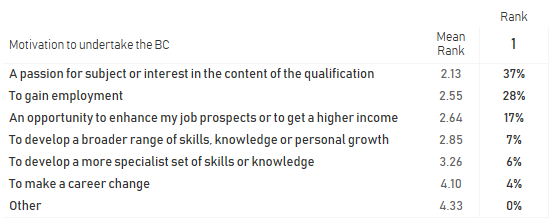 Rank
Motivation to undertake the BC Mean Rank 1
A passion for subject or interest in the content of the qualification 2.13 37%
To gain employment 2.55 28%
An opportunity to enhance my job prospects or to get a higher income 2.64 17%
To develop a broader range of skills, knowledge or personal growth 2.85 7%
To develop a more specialist set of skills or knowledge 3.26 6%
To make a career change 4.10 4%
Other 4.33 0%